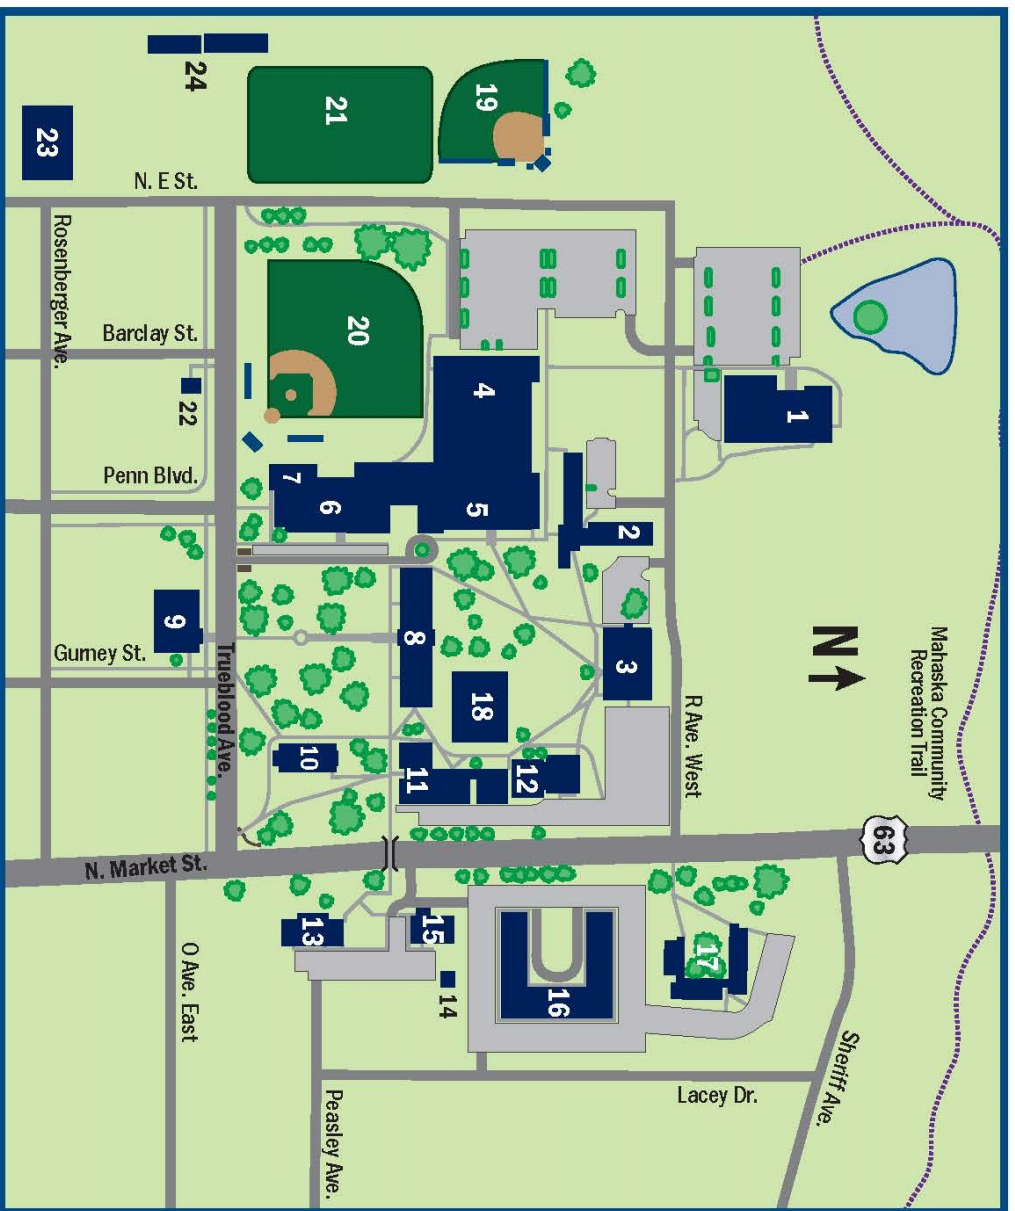 24
21
19
23
N. E St.
Rosenberger Ave.
Barclay St.
20
4
1
22
Penn Blvd.
7
6
5
2
9
Gurney St.
Trueblood Ave.
8
3
N
Mahaska Community
Recreation Trail
18
R Ave. West
10
11
12
63
N. Market St.
13
15
17
14
16
O Ave. East
Sheriff Ave.
Lacey Dr.
Peasley Ave.